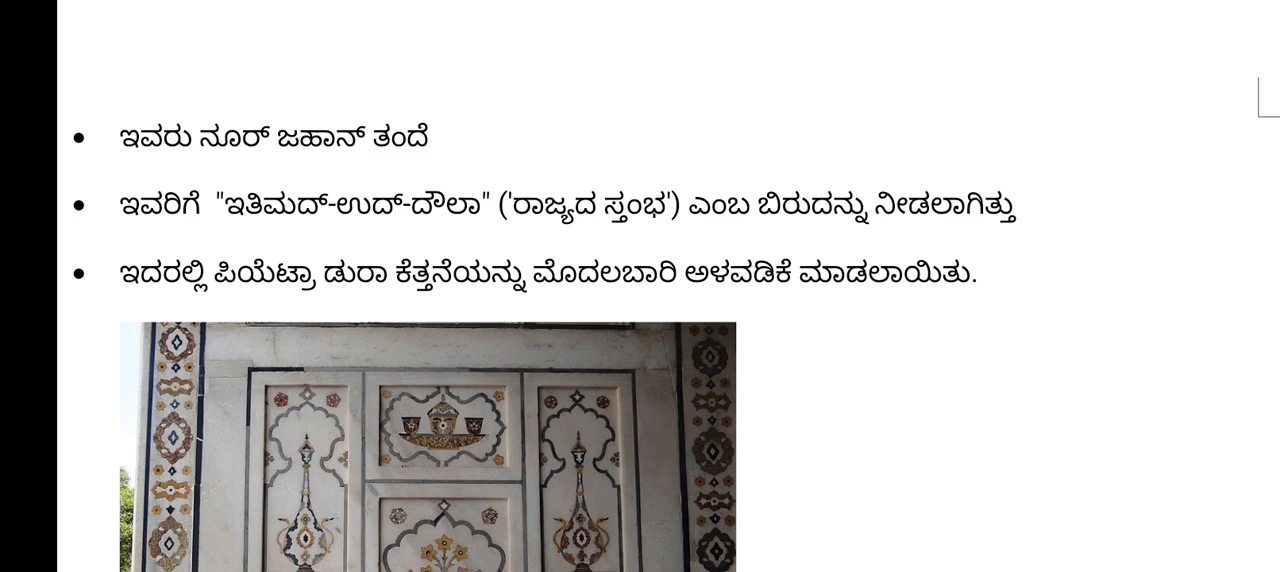 • ಇವರು ನೂರ್ ಜಹಾನ್ ತಂದೆ
• ಇವರಿಗೆ "ಇತಿಮದ್-ಉದ್-ದೌಲಾ" ('ರಾಜ್ಯದ ಸ್ತಂಭ') ಎಂಬ ಬಿರುದನ್ನು ನೀಡಲಾಗಿತ್ತು
• ಇದರಲ್ಲಿ ಪಿಯೆಟ್ರಾ ಡುರಾ ಕೆತ್ತನೆಯನ್ನು ಮೊದಲಬಾರಿ ಅಳವಡಿಕೆ ಮಾಡಲಾಯಿತು.